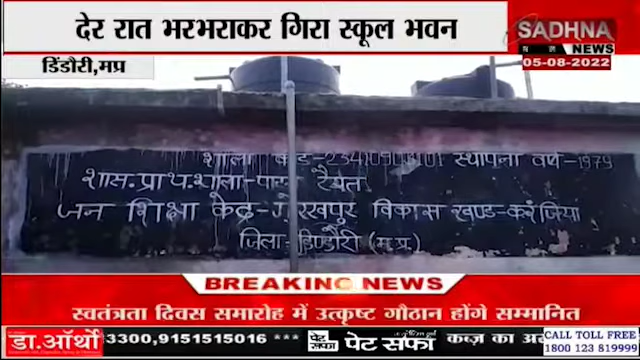 देर रात भरभराकर गिरा स्कूल भवन
SADHNA
NEWS
डिंडौरी,मप्र
05-08-2022
शाला स्थापना वर्ष-1979
शास.प्राथ.शाला- रैयत
जन शिक्षा केंद्र-गोरखपुर विकास खण्ड-करंजिया
जिला-डिण्डौरी (म.प्र.)
BREAKING NEWS
स्वतंत्रता दिवस समारोह में उत्कृष्ट गौठान होंगे सम्मानित
डा.ऑर्थो
3300,9151515016
पेट सफा
पेट सफा
कब्ज़ का
CALL TOLL FREE
1800 123 819999